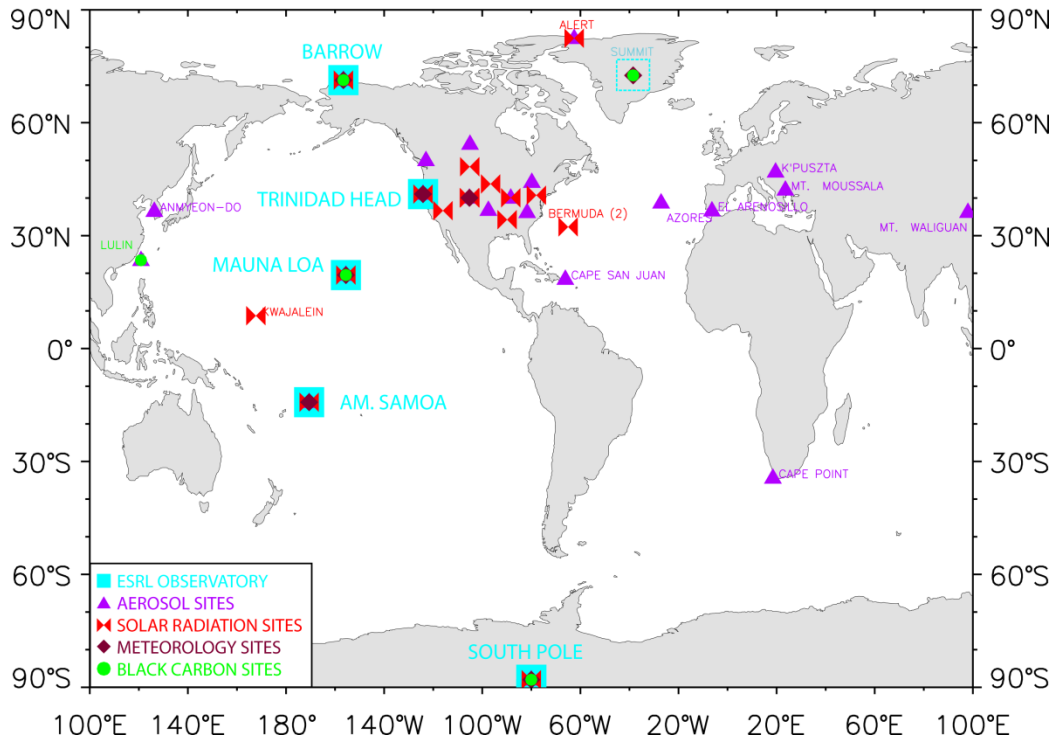 90°N
90°N
ALERT
BARROW
SUMMIT
60°N
60°N
K'PUSZTA
MT. MOUSSALA
TRINIDAD HEAD
ANMYEON-DO
BERMUDA (2)
AZORES
EL ARENOSILLO
MT. WALIGUAN
30°N
30°N
LULIN
MAUNA LOA
CAPE SAN JUAN
KWAJALEIN
0°
0°
AM. SAMOA
30°S
30°S
CAPE POINT
60°S
60°S
ESRL OBSERVATORY
AEROSOL SITES
SOLAR RADIATION SITES
METEOROLOGY SITES
BLACK CARBON SITES
SOUTH POLE
90°S
90°S
100°E 140°E 180° 140°W 100°W 60°W 20°W 20°E 60°E 100°E